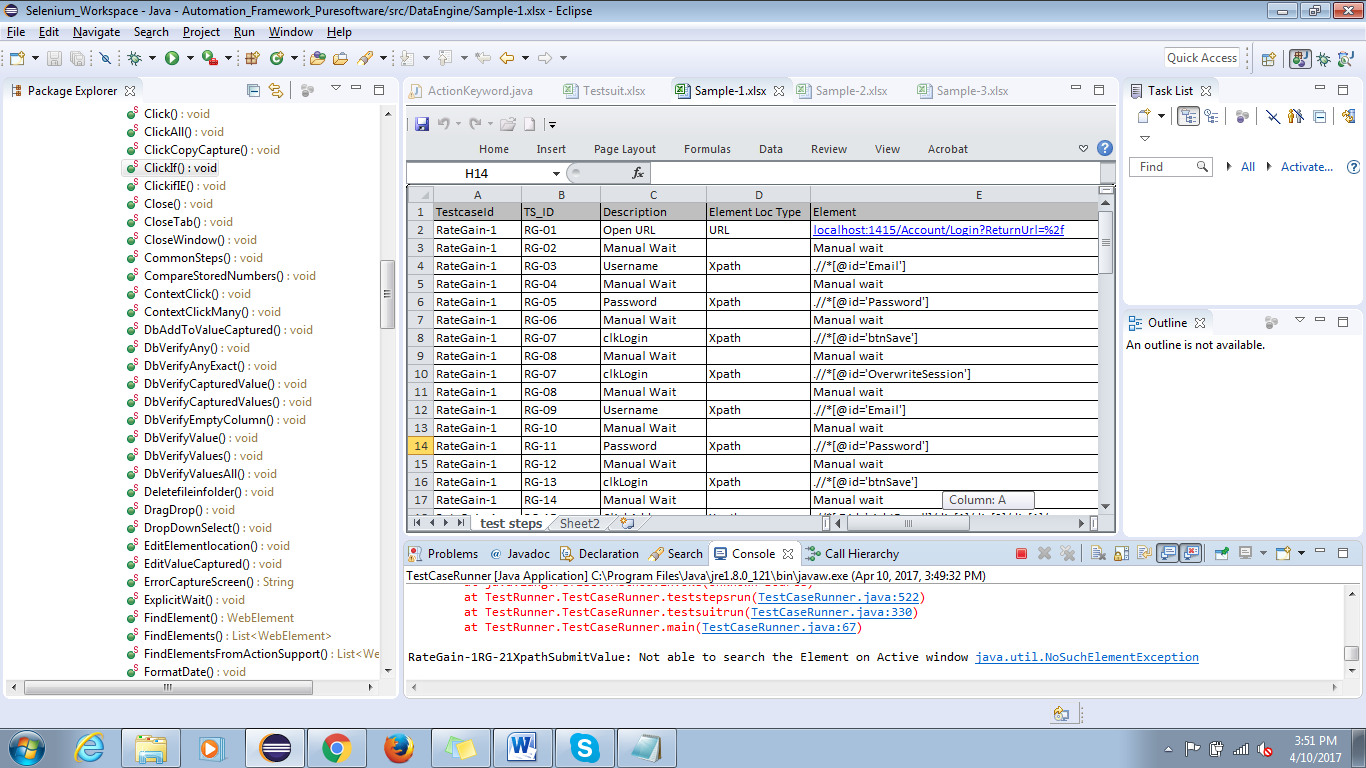 Selenium_Workspace - Java - Automation_Framework_Puresoftware/src/DataEngine/Sample-1.xlsx - Eclipse
File Edit Navigate Search Project Run Window Help
Quick Access
Package Explorer
Click() : void
ClickAll() : void
ClickCopyCapture() : void
ClickIf() : void
ClickifIE() : void
Close() : void
CloseTab() : void
CloseWindow() : void
CommonSteps() : void
CompareStoredNumbers() : void
ContextClick() : void
ContextClickMany() : void
DbAddToValueCaptured() : void
DbVerifyAny() : void
DbVerifyAnyExact() : void
DbVerifyCapturedValue() : void
DbVerifyCapturedValues() : void
DbVerifyEmptyColumn() : void
DbVerifyValue() : void
DbVerifyValues() : void
DbVerifyValuesAll() : void
Deletefileinfolder() : void
DragDrop() : void
DropDownSelect() : void
EditElementlocation() : void
EditValueCaptured() : void
ErrorCaptureScreen() : String
ExplicitWait() : void
FindElement() : WebElement
FindElements() : List<WebElement>
FindElementsFromActionSupport() : List<We
FormatDate() : void
ActionKeyword.java Testsuit.xlsx Sample-1.xlsx Sample-2.xlsx Sample-3.xlsx
Home Insert Page Layout Formulas Data Review View Acrobat
H14 fx
A B C D E
1 TestcaseId TS_ID Description Element Loc Type Element
2 RateGain-1 RG-01 Open URL URL localhost:1415/Account/Login?ReturnUrl=%2f
3 RateGain-1 RG-02 Manual Wait Manual wait
4 RateGain-1 RG-03 Username Xpath .//*[@id='Email']
5 RateGain-1 RG-04 Manual Wait Manual wait
6 RateGain-1 RG-05 Password Xpath .//*[@id='Password']
7 RateGain-1 RG-06 Manual Wait Manual wait
8 RateGain-1 RG-07 clkLogin Xpath .//*[@id='btnSave']
9 RateGain-1 RG-08 Manual Wait Manual wait
10 RateGain-1 RG-07 clkLogin Xpath .//*[@id='OverwriteSession']
11 RateGain-1 RG-08 Manual Wait Manual wait
12 RateGain-1 RG-09 Username Xpath .//*[@id='Email']
13 RateGain-1 RG-10 Manual Wait Manual wait
14 RateGain-1 RG-11 Password Xpath .//*[@id='Password']
15 RateGain-1 RG-12 Manual Wait Manual wait
16 RateGain-1 RG-13 clkLogin Xpath .//*[@id='btnSave']
17 RateGain-1 RG-14 Manual Wait Manual wait
Column: A
test steps Sheet2
Task List
Find All Activate...
Outline
An outline is not available.
Problems Javadoc Declaration Search Console Call Hierarchy
TestCaseRunner [Java Application] C:\Program Files\Java\jre1.8.0_121\bin\javaw.exe (Apr 10, 2017, 3:49:32 PM)
at TestRunner.TestCaseRunner.teststepsrun(TestCaseRunner.java:522)
at TestRunner.TestCaseRunner.testsuitrun(TestCaseRunner.java:330)
at TestRunner.TestCaseRunner.main(TestCaseRunner.java:67)
RateGain-1RG-21XpathSubmitValue: Not able to search the Element on Active window java.util.NoSuchElementException
3:51 PM
4/10/2017